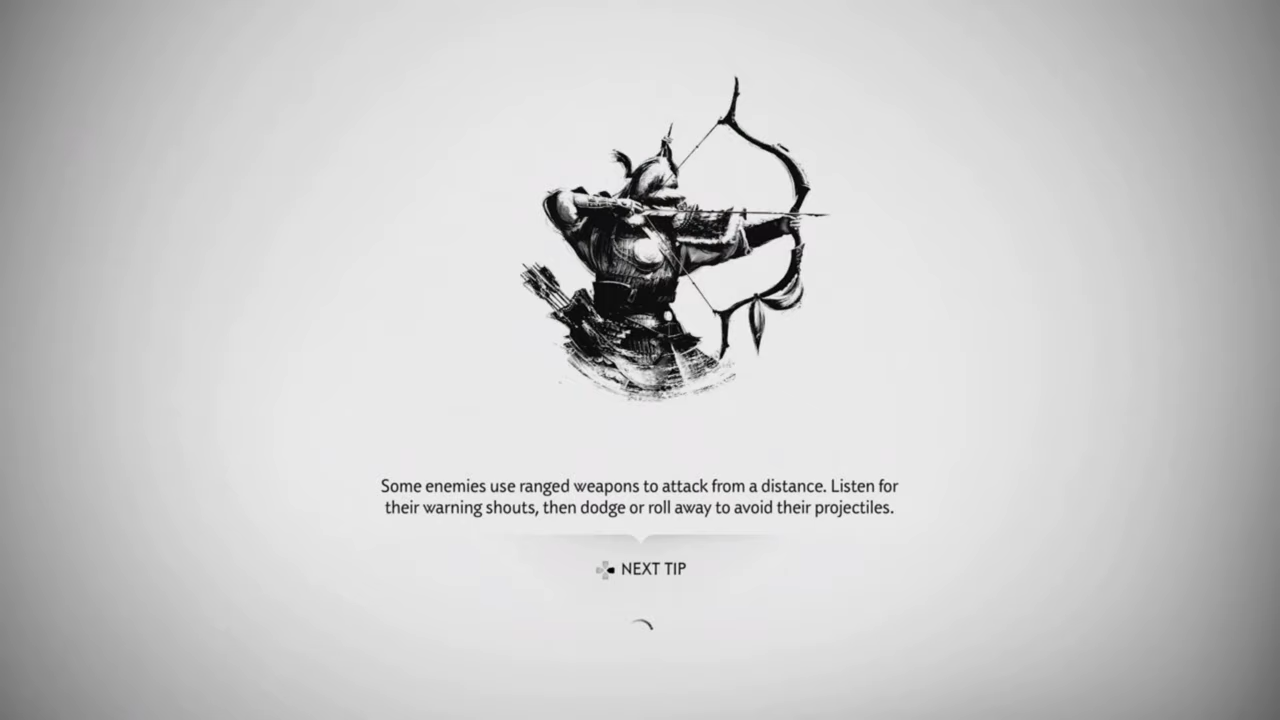 Some enemies use ranged weapons to attack from a distance. Listen for
their warning shouts, then dodge or roll away to avoid their projectiles.
NEXT TIP